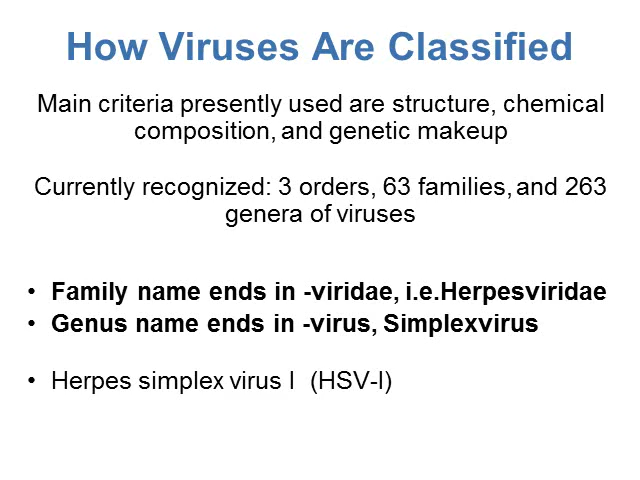 How Viruses Are Classified
Main criteria presently used are structure, chemical
composition, and genetic makeup
Currently recognized: 3 orders, 63 families, and 263
genera of viruses
• Family name ends in -viridae, i.e.Herpesviridae
• Genus name ends in -virus, Simplexvirus
• Herpes simplex virus I (HSV-I)